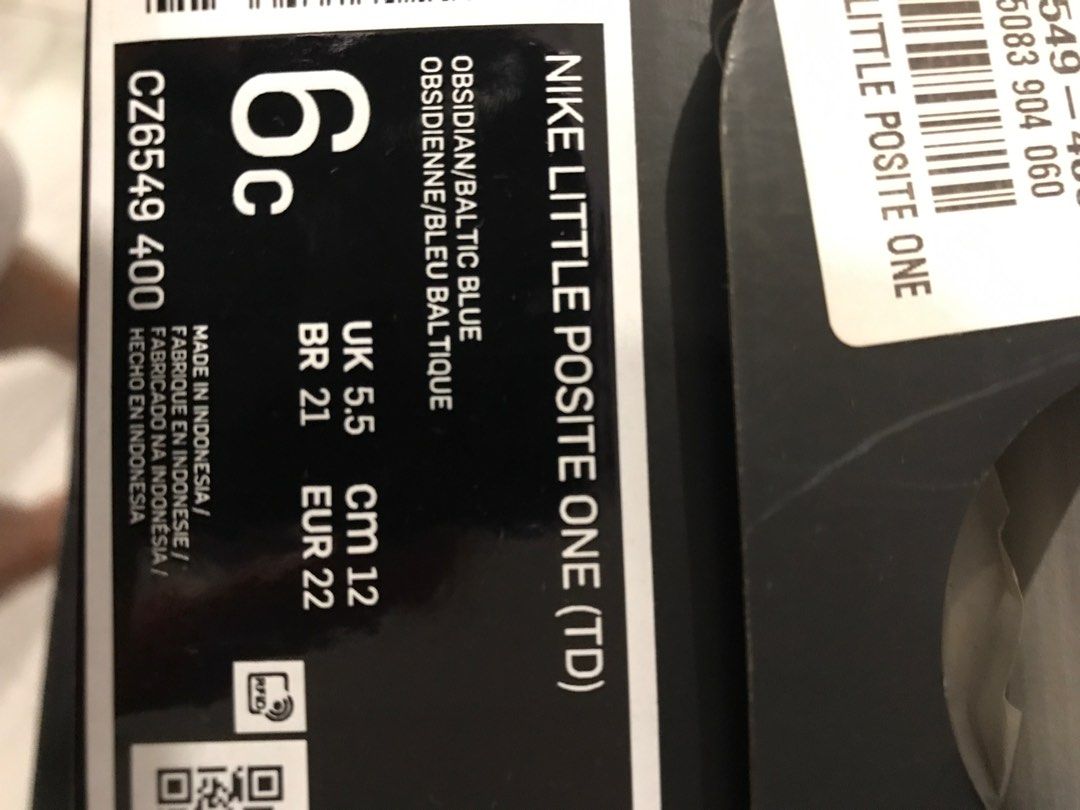 NIKE LITTLE POSITE ONE (TD)
OBSIDIAN/BALTIC BLUE
OBSIDIENNE/BLEU BALTIQUE
6C
UK 5.5 cm 12
BR 21 EUR 22
CZ6549 400
MADE IN INDONESIA /
FABRIQUE EN INDONESIE /
FABRICADO NA INDONÉSIA /
HECHO EN INDONESIA
RFID
5083 904 060
LITTLE POSITE ONE